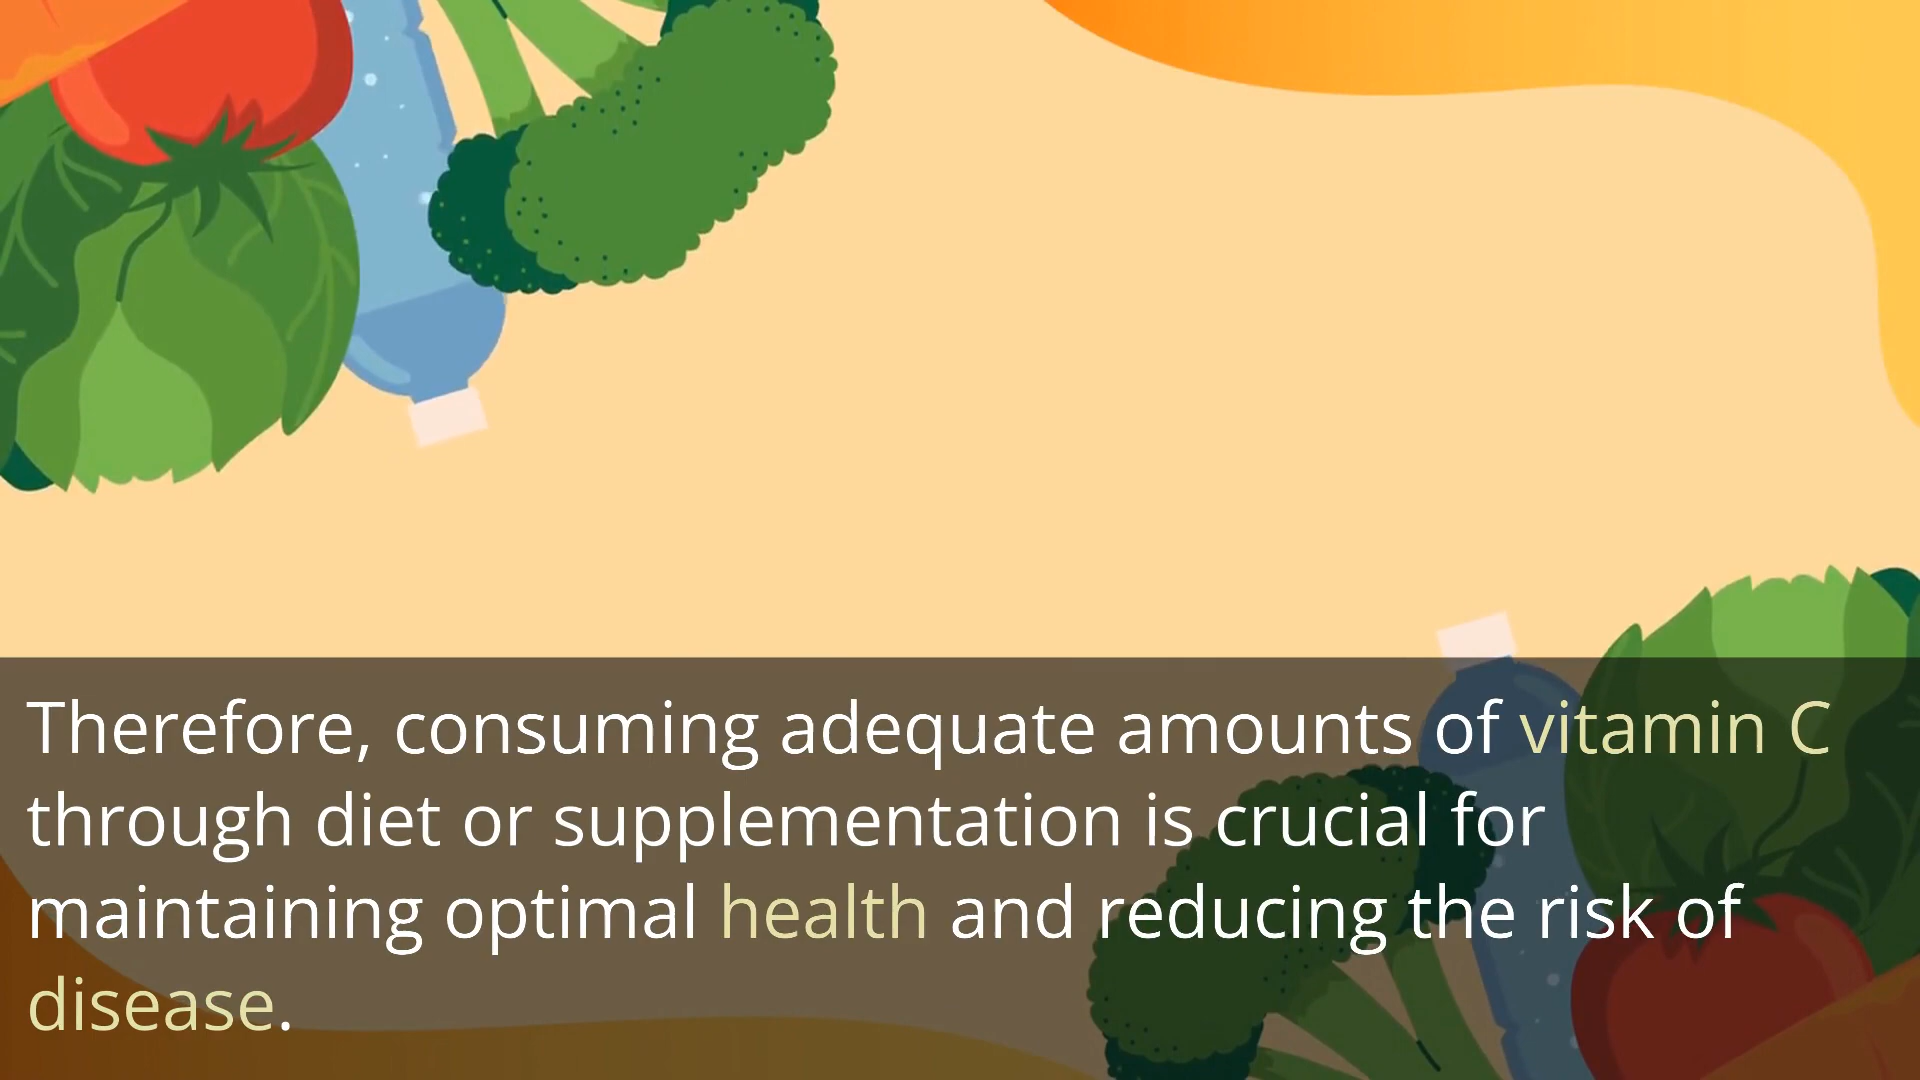 Therefore, consuming adequate amounts of vitamin C
through diet or supplementation is crucial for
maintaining optimal health and reducing the risk of
disease.